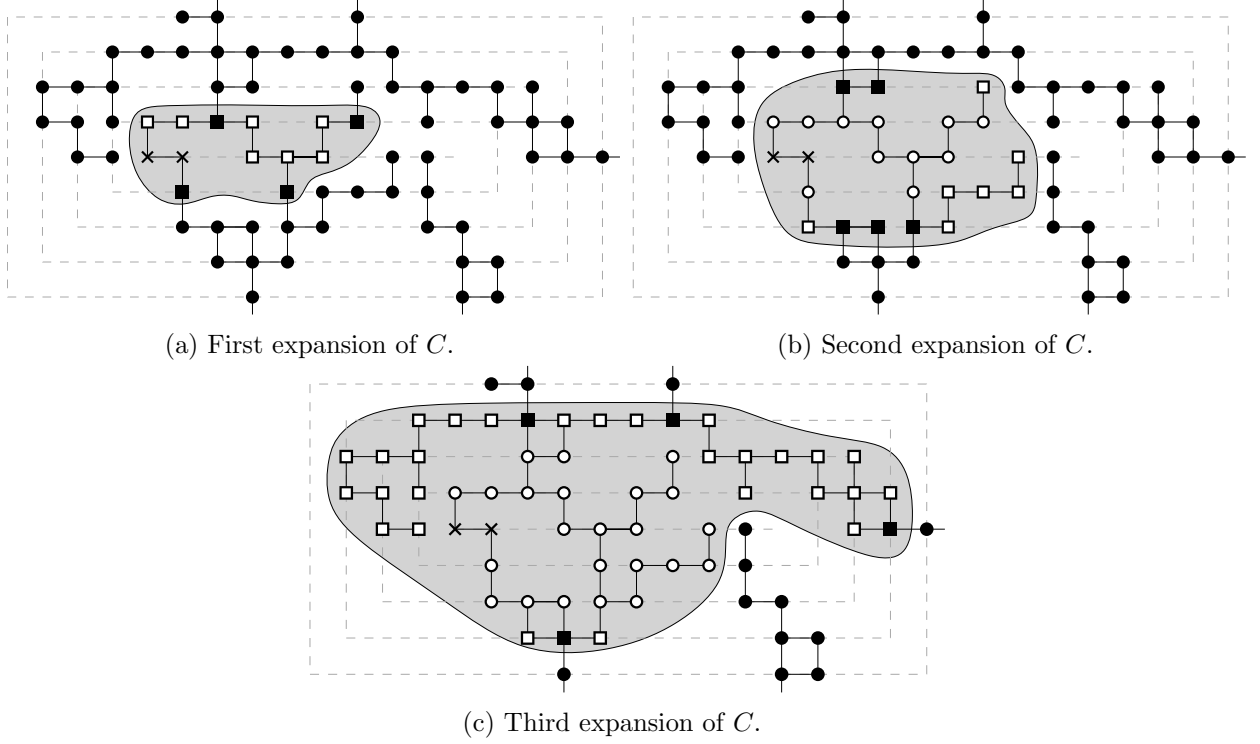 (a) First expansion of C.
(b) Second expansion of C.
(c) Third expansion of C.